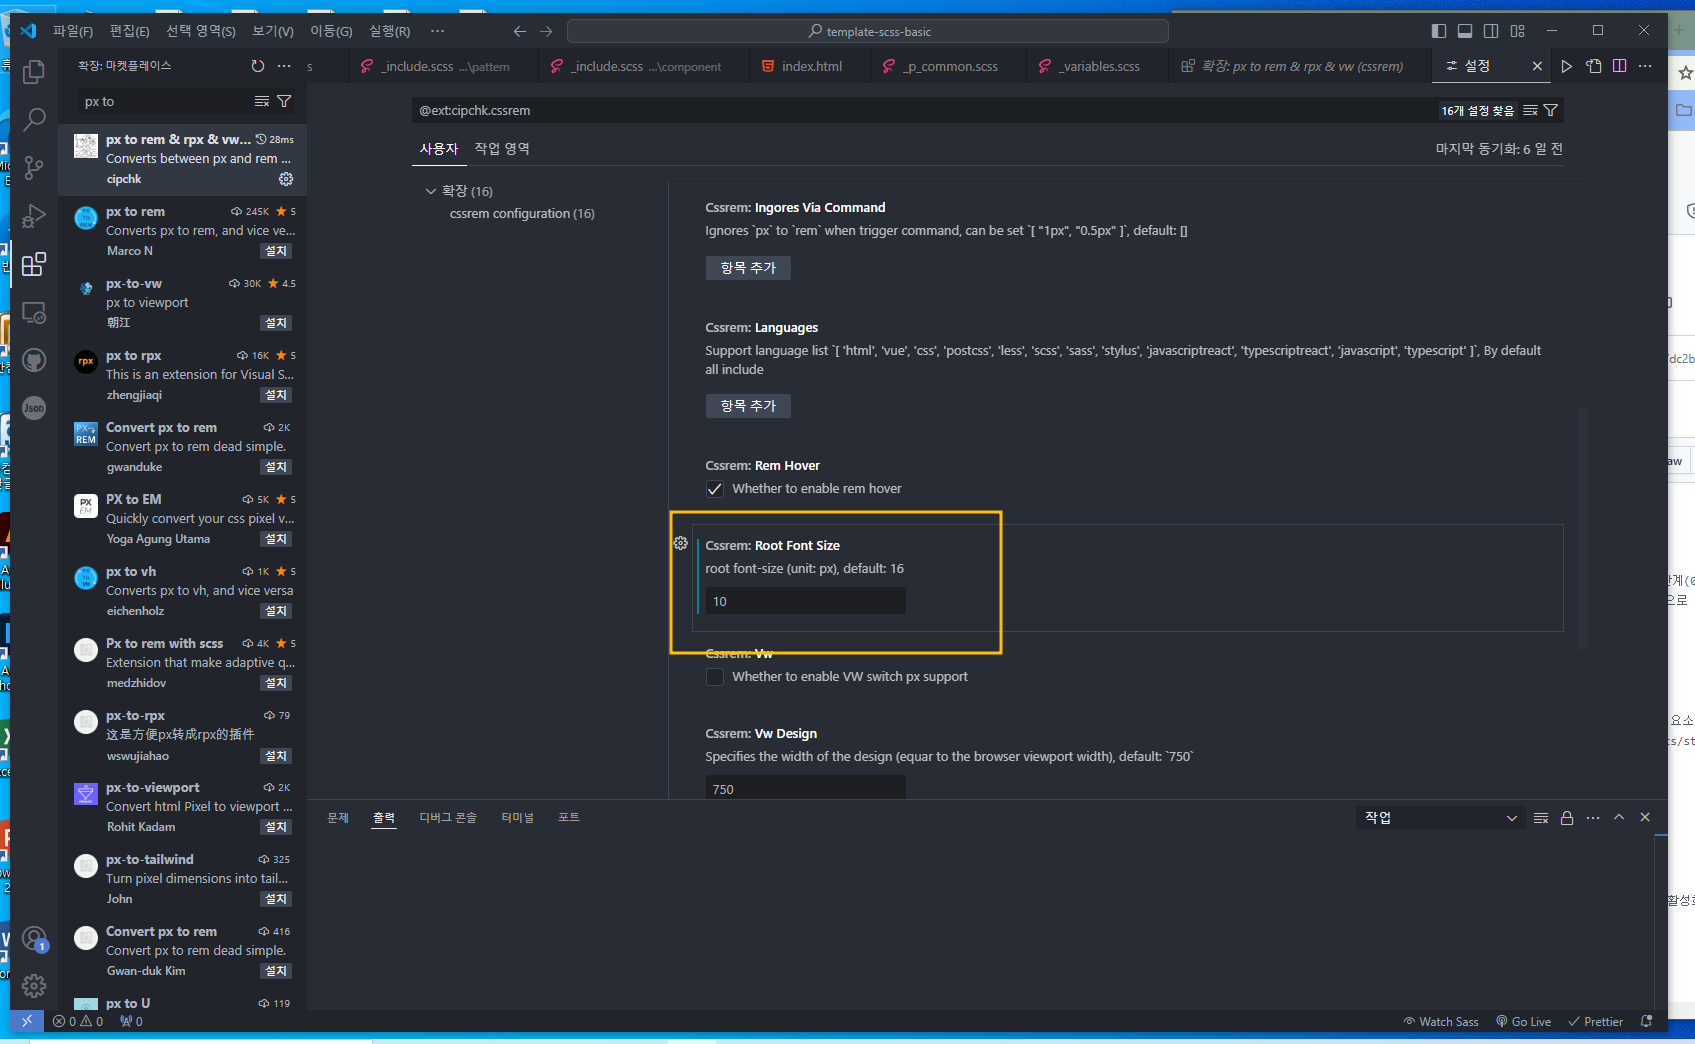 파일(F) 편집(E) 선택 영역(S) 보기(V) 이동(G) 실행(R) ···
template-scss-basic
확장: 마켓플레이스
s
_include.scss ...\pattern
_include.scss ...\component
index.html
_p_common.scss
_variables.scss
확장: px to rem & rpx & vw (cssrem)
설정
px to
px to rem & rpx & vw... 28ms
Converts between px and rem ...
cipchk
px to rem 245K ★ 5
Converts px to rem, and vice ve...
Marco N 설치
px-to-vw 30K ★ 4.5
px to viewport
朝江 설치
px to rpx 16K ★ 5
This is an extension for Visual S...
zhengjiaqi 설치
Convert px to rem 2K
Convert px to rem dead simple.
gwanduke 설치
PX to EM 5K ★ 5
Quickly convert your css pixel v...
Yoga Agung Utama 설치
px to vh 1K ★ 5
Converts px to vh, and vice versa
eichenholz 설치
Px to rem with scss 4K ★ 5
Extension that make adaptive q...
medzhidov 설치
px-to-rpx 79
这是方便px转成rpx的插件
wswujiahao 설치
px-to-viewport 2K
Convert html Pixel to viewport ...
Rohit Kadam 설치
px-to-tailwind 325
Turn pixel dimensions into tail...
John 설치
Convert px to rem 416
Convert px to rem dead simple.
Gwan-duk Kim 설치
px to U 119
@ext:cipchk.cssrem
16개 설정 찾음
사용자 작업 영역
마지막 동기화: 6 일 전
확장 (16)
cssrem configuration (16)
Cssrem: Ingores Via Command
Ignores `px` to `rem` when trigger command, can be set `[ "1px", "0.5px" ]`, default: []
항목 추가
Cssrem: Languages
Support language list `[ 'html', 'vue', 'css', 'postcss', 'less', 'scss', 'sass', 'stylus', 'javascriptreact', 'typescriptreact', 'javascript', 'typescript' ]`, By default
all include
항목 추가
Cssrem: Rem Hover
Whether to enable rem hover
Cssrem: Root Font Size
root font-size (unit: px), default: 16
10
Cssrem: Vw
Whether to enable VW switch px support
Cssrem: Vw Design
Specifies the width of the design (equar to the browser viewport width), default: `750`
750
문제 출력 디버그 콘솔 터미널 포트
작업
0 0 0
Watch Sass Go Live Prettier
Json
PX→
REM
PX
EM
rpx
1
/dc2b
aw
으로
요소
활성